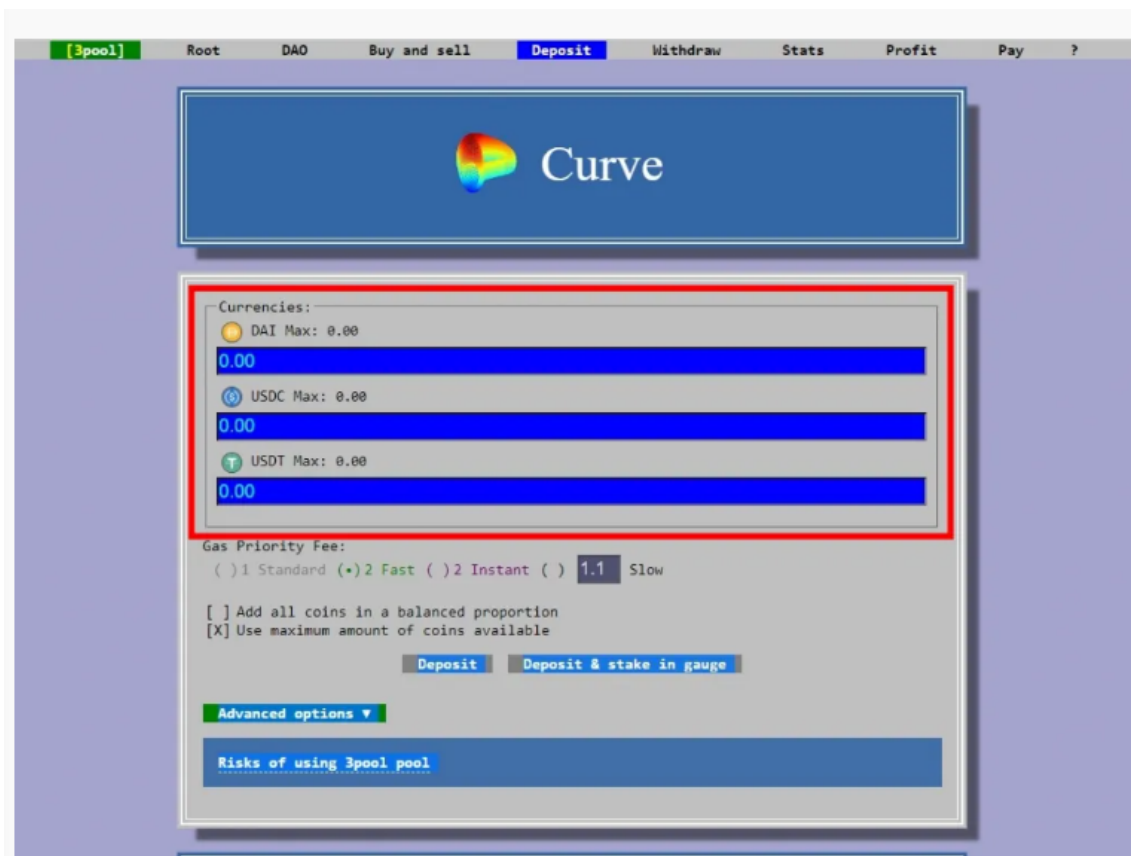 [3pool] Root DAO Buy and sell Deposit Withdraw Stats Profit Pay ?
Curve
Currencies:
DAI Max: 0.00
0.00
USDC Max: 0.00
0.00
USDT Max: 0.00
0.00
Gas Priority Fee:
( )1 Standard (•)2 Fast ( )2 Instant ( ) 1.1 Slow
[ ] Add all coins in a balanced proportion
[X] Use maximum amount of coins available
Deposit Deposit & stake in gauge
Advanced options ▼
Risks of using 3pool pool